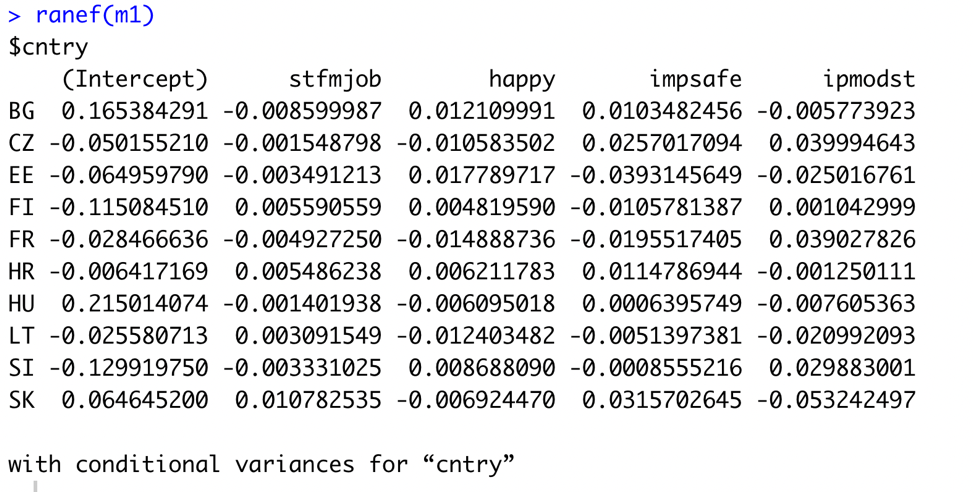 > ranef(m1)
$cntry
(Intercept) stfmjob happy impsafe ipmodst
BG 0.165384291 -0.008599987 0.012109991 0.0103482456 -0.005773923
CZ -0.050155210 -0.001548798 -0.010583502 0.0257017094 0.039994643
EE -0.064959790 -0.003491213 0.017789717 -0.0393145649 -0.025016761
FI -0.115084510 0.005590559 0.004819590 -0.0105781387 0.001042999
FR -0.028466636 -0.004927250 -0.014888736 -0.0195517405 0.039027826
HR -0.006417169 0.005486238 0.006211783 0.0114786944 -0.001250111
HU 0.215014074 -0.001401938 -0.006095018 0.0006395749 -0.007605363
LT -0.025580713 0.003091549 -0.012403482 -0.0051397381 -0.020992093
SI -0.129919750 -0.003331025 0.008688090 -0.0008555216 0.029883001
SK 0.064645200 0.010782535 -0.006924470 0.0315702645 -0.053242497
with conditional variances for “cntry”